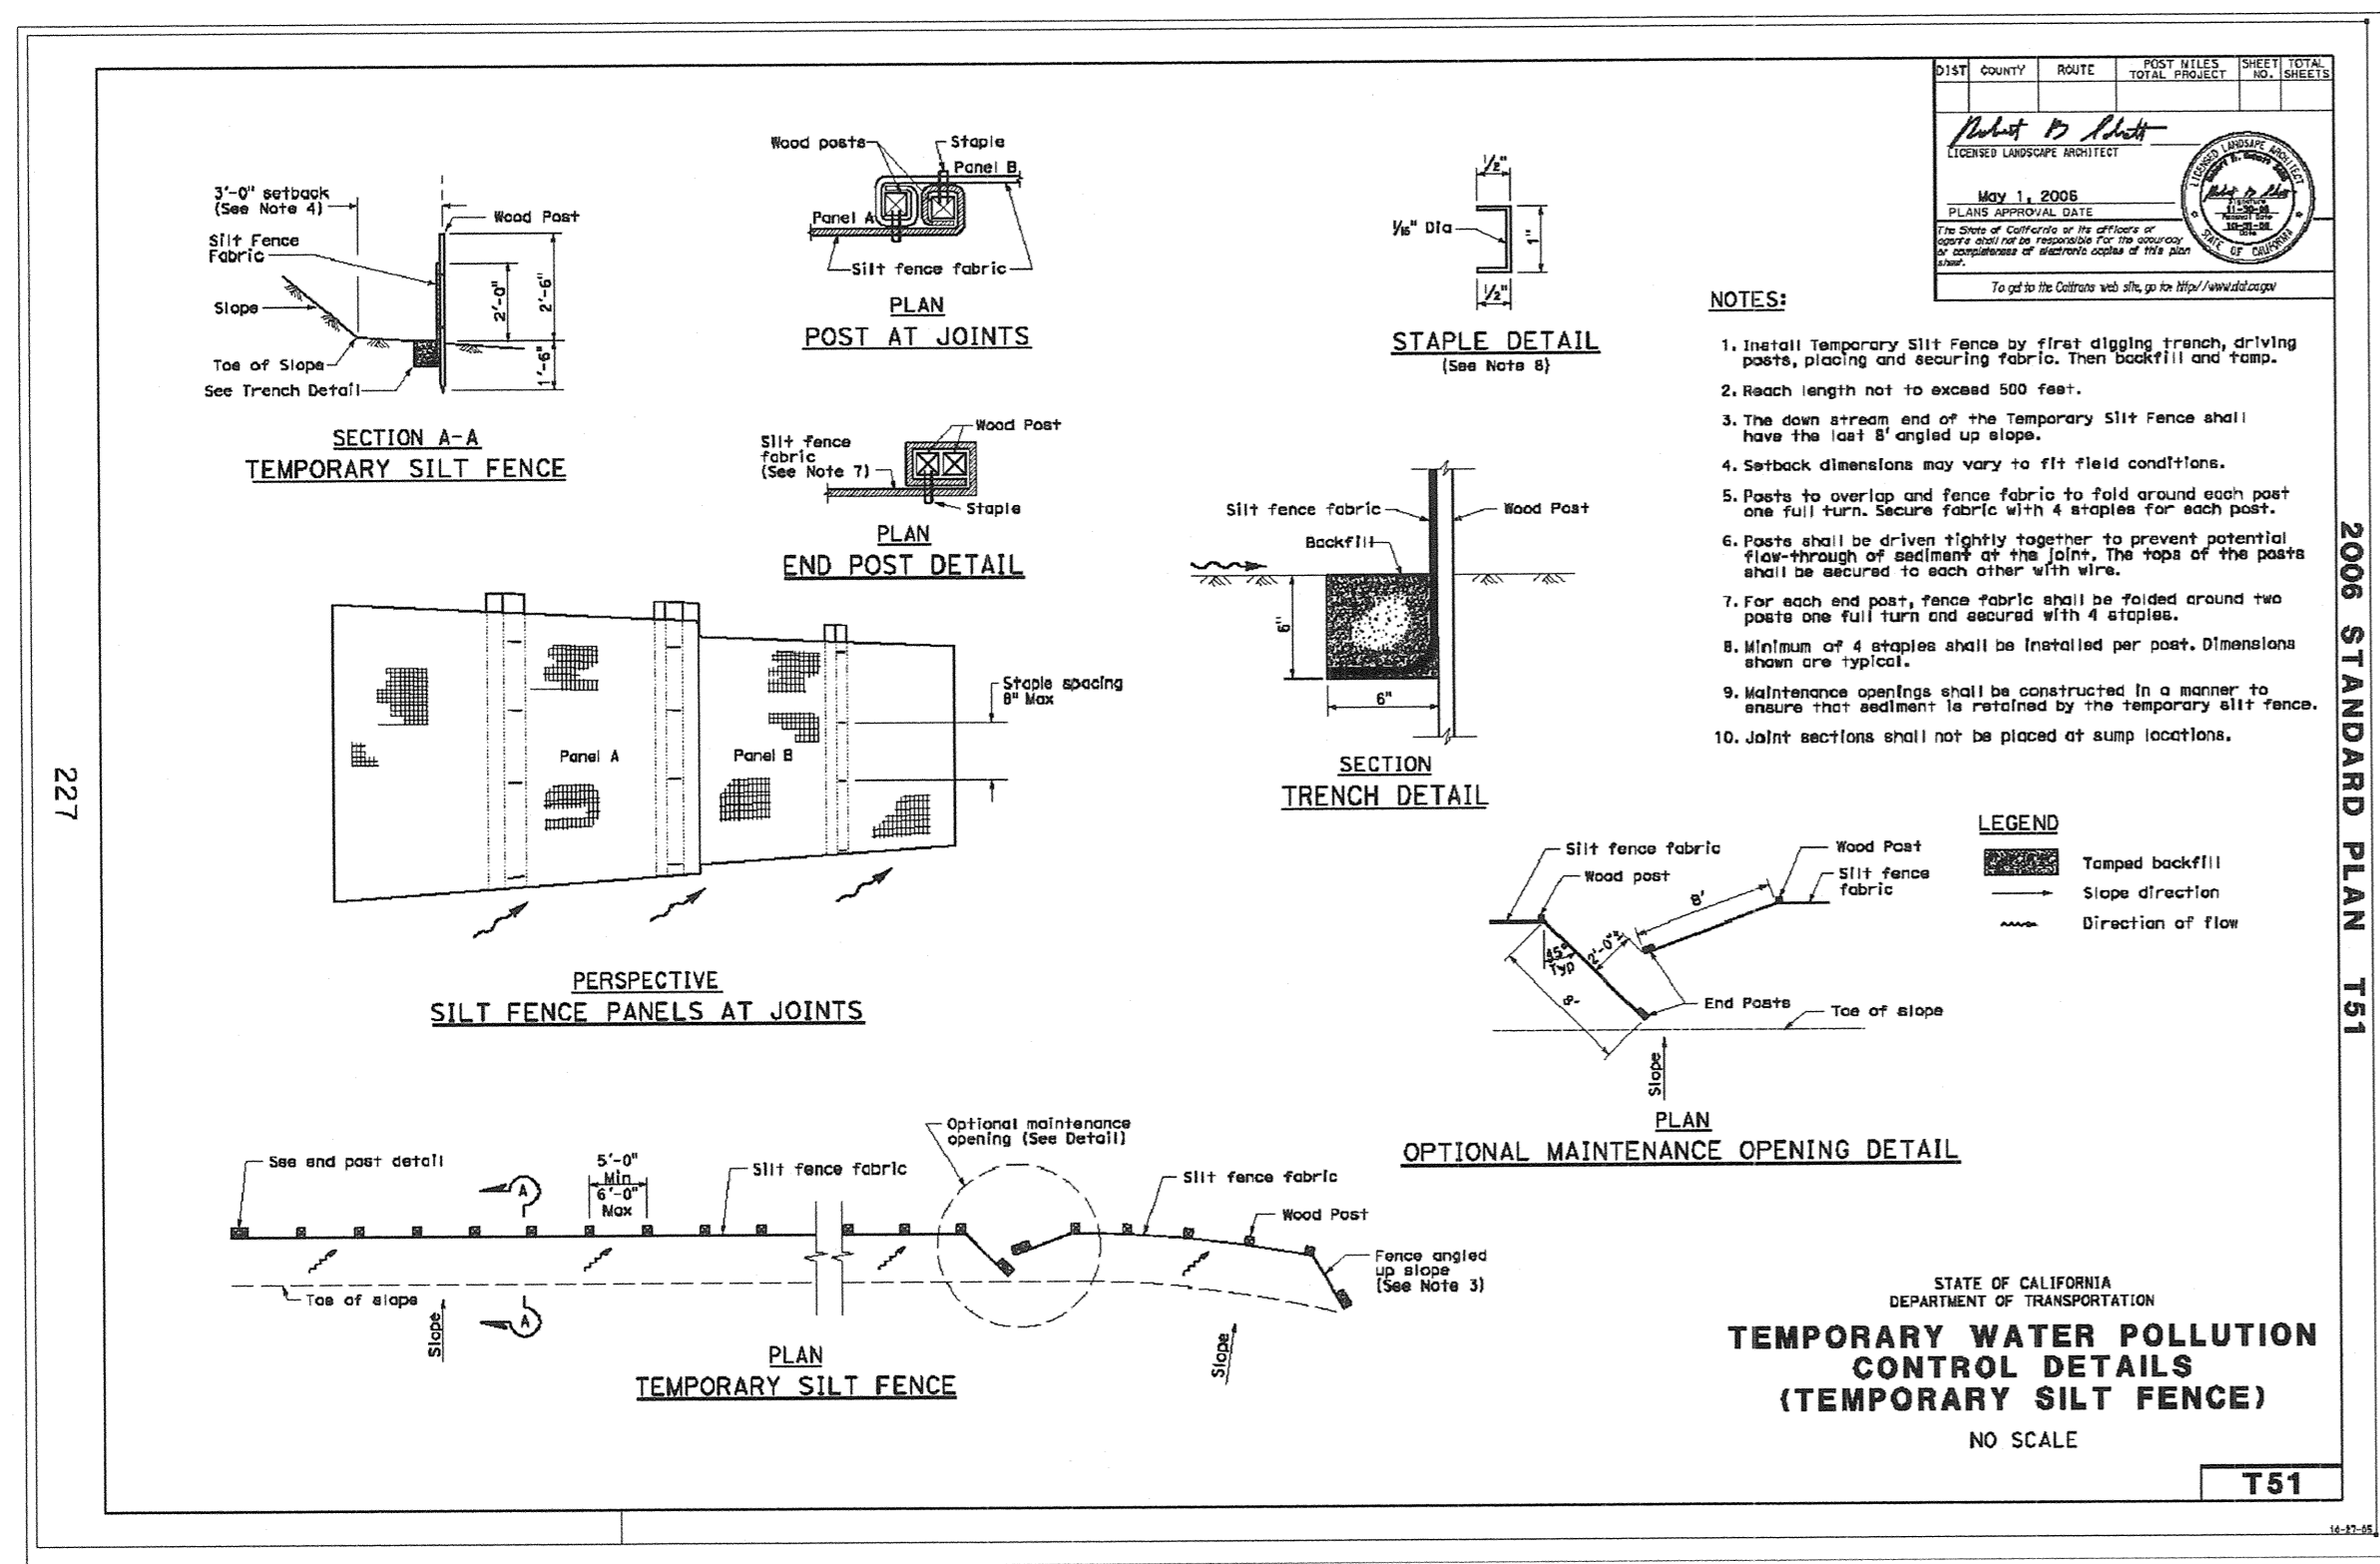 DIST COUNTY ROUTE POST MILES TOTAL PROJECT SHEET NO. TOTAL SHEETS
LICENSED LANDSCAPE ARCHITECT
May 1, 2006
PLANS APPROVAL DATE
The State of California or its officers or
agents shall not be responsible for the accuracy
or completeness of electronic copies of this plan
sheet.
To get to the Caltrans web site, go to: http://www.dot.ca.gov
LICENSED LANDSCAPE ARCHITECT
STATE OF CALIFORNIA
3'-0" setback
(See Note 4)
Wood Post
Silt Fence
Fabric
Slope
2'-0"
2'-6"
1'-6"
Toe of Slope
See Trench Detail
SECTION A-A
TEMPORARY SILT FENCE
Wood posts
Staple
Panel B
Panel A
Silt fence fabric
PLAN
POST AT JOINTS
Wood Post
Silt fence
fabric
(See Note 7)
Staple
PLAN
END POST DETAIL
1/2"
1/16" Dia
1"
1/2"
STAPLE DETAIL
(See Note 8)
NOTES:
1. Install Temporary Silt Fence by first digging trench, driving
posts, placing and securing fabric. Then backfill and tamp.
2. Reach length not to exceed 500 feet.
3. The down stream end of the Temporary Silt Fence shall
have the last 8' angled up slope.
4. Setback dimensions may vary to fit field conditions.
5. Posts to overlap and fence fabric to fold around each post
one full turn. Secure fabric with 4 staples for each post.
6. Posts shall be driven tightly together to prevent potential
flow-through of sediment at the joint. The tops of the posts
shall be secured to each other with wire.
7. For each end post, fence fabric shall be folded around two
posts one full turn and secured with 4 staples.
8. Minimum of 4 staples shall be installed per post. Dimensions
shown are typical.
9. Maintenance openings shall be constructed in a manner to
ensure that sediment is retained by the temporary silt fence.
10. Joint sections shall not be placed at sump locations.
Silt fence fabric
Wood Post
Backfill
6"
6"
SECTION
TRENCH DETAIL
Staple spacing
8" Max
Panel A
Panel B
PERSPECTIVE
SILT FENCE PANELS AT JOINTS
LEGEND
Tamped backfill
Slope direction
Direction of flow
Silt fence fabric
Wood post
Wood Post
Silt fence
fabric
8'
45°
Typ
2'-0"±
8'
End Posts
Toe of slope
Slope
PLAN
OPTIONAL MAINTENANCE OPENING DETAIL
See end post detail
A
5'-0"
Min
6'-0"
Max
Silt fence fabric
Optional maintenance
opening (See Detail)
Silt fence fabric
Wood Post
Fence angled
up slope
(See Note 3)
Toe of slope
Slope
A
Slope
PLAN
TEMPORARY SILT FENCE
STATE OF CALIFORNIA
DEPARTMENT OF TRANSPORTATION
TEMPORARY WATER POLLUTION
CONTROL DETAILS
(TEMPORARY SILT FENCE)
NO SCALE
T51
2006 STANDARD PLAN T51
227